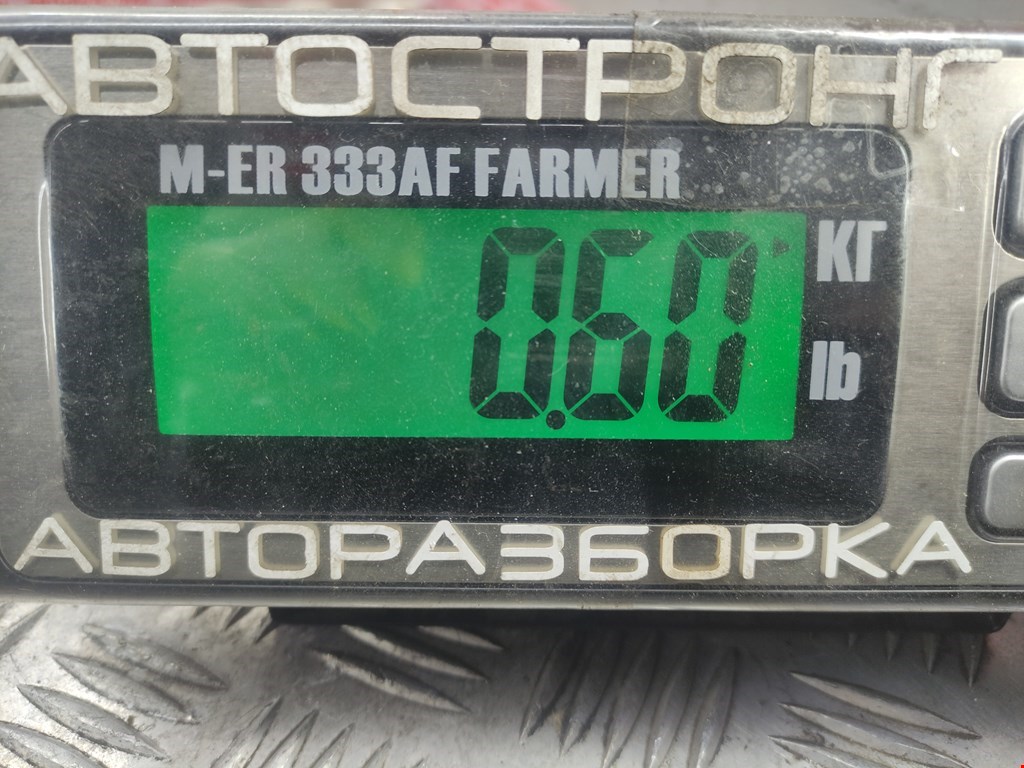 АВТОСТРОНГ
M-ER 333AF FARMER
0.60
КГ
lb
АВТОРАЗБОРКА